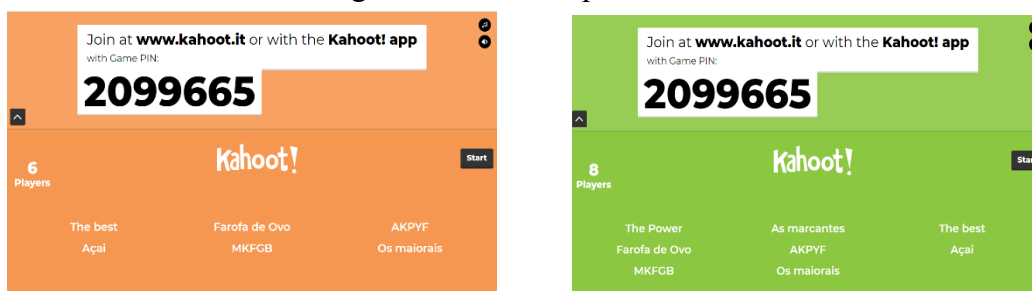 Join at www.kahoot.it or with the Kahoot! app
with Game PIN:
2099665
Kahoot!
6
Players
Start
The best Farofa de Ovo AKPYF
Açai MKFGB Os maiorais
Join at www.kahoot.it or with the Kahoot! app
with Game PIN:
2099665
Kahoot!
8
Players
Star
The Power As marcantes The best
Farofa de Ovo AKPYF Açai
MKFGB Os maiorais